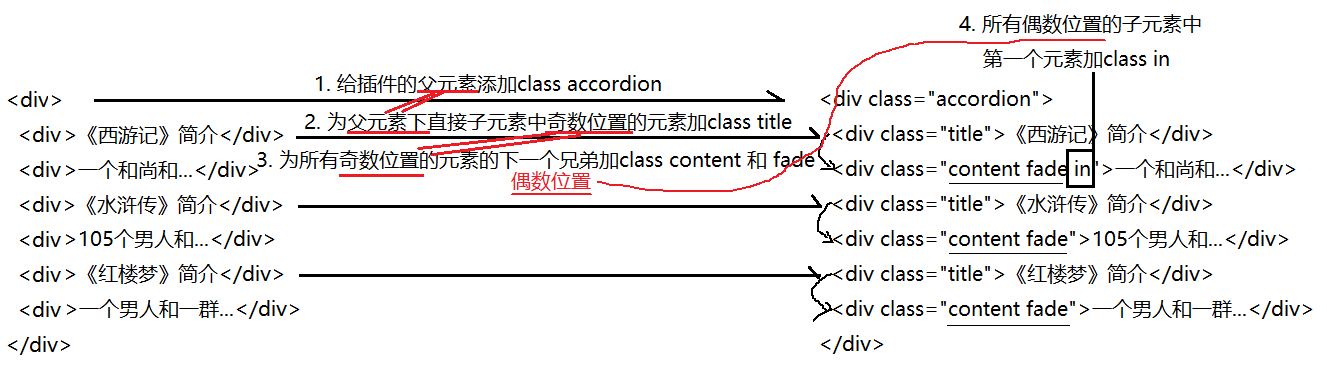 4. 所有偶数位置的子元素中
第一个元素加class in
1. 给插件的父元素添加class accordion
2. 为父元素下直接子元素中奇数位置的元素加class title
3. 为所有奇数位置的元素的下一个兄弟加class content 和 fade
偶数位置
<div>
<div>《西游记》简介</div>
<div>一个和尚和...</div>
<div>《水浒传》简介</div>
<div>105个男人和...</div>
<div>《红楼梦》简介</div>
<div>一个男人和一群...</div>
</div>
<div class="accordion">
<div class="title">《西游记》简介</div>
<div class="content fade in">一个和尚和...</div>
<div class="title">《水浒传》简介</div>
<div class="content fade">105个男人和...</div>
<div class="title">《红楼梦》简介</div>
<div class="content fade">一个男人和一群...</div>
</div>